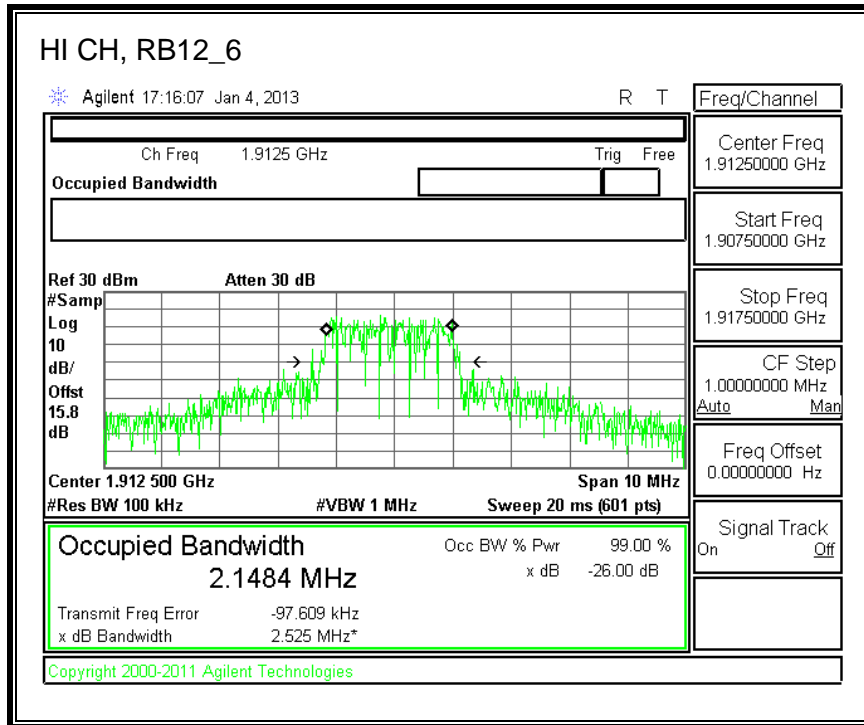 HI CH, RB12_6
Agilent 17:16:07 Jan 4, 2013 R T
Freq/Channel
Ch Freq 1.9125 GHz Trig Free
Occupied Bandwidth
Center Freq
1.91250000 GHz
Start Freq
1.90750000 GHz
Stop Freq
1.91750000 GHz
CF Step
1.00000000 MHz
Auto Man
Freq Offset
0.00000000 Hz
Signal Track
On Off
Ref 30 dBm Atten 30 dB
#Samp
Log
10
dB/
Offst
15.8
dB
Center 1.912 500 GHz Span 10 MHz
#Res BW 100 kHz #VBW 1 MHz Sweep 20 ms (601 pts)
Occupied Bandwidth Occ BW % Pwr 99.00 %
2.1484 MHz x dB -26.00 dB
Transmit Freq Error -97.609 kHz
x dB Bandwidth 2.525 MHz*
Copyright 2000-2011 Agilent Technologies